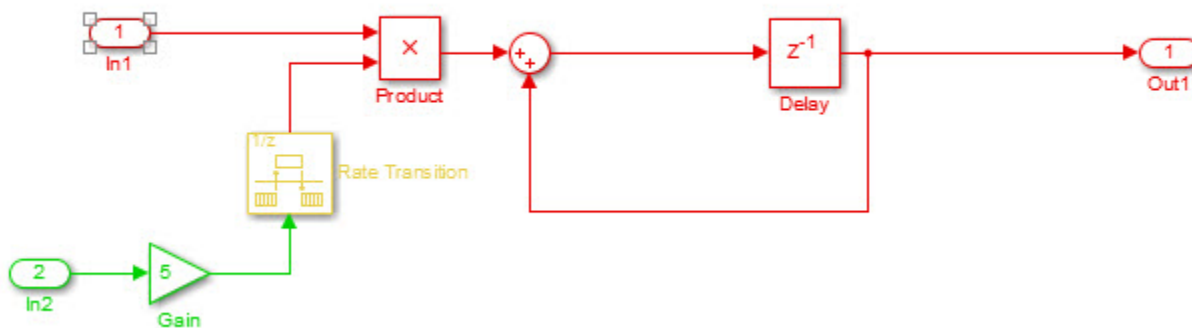 1
In1
×
Product
+
+
z⁻¹
Delay
1
Out1
1/z
Rate Transition
2
In2
5
Gain